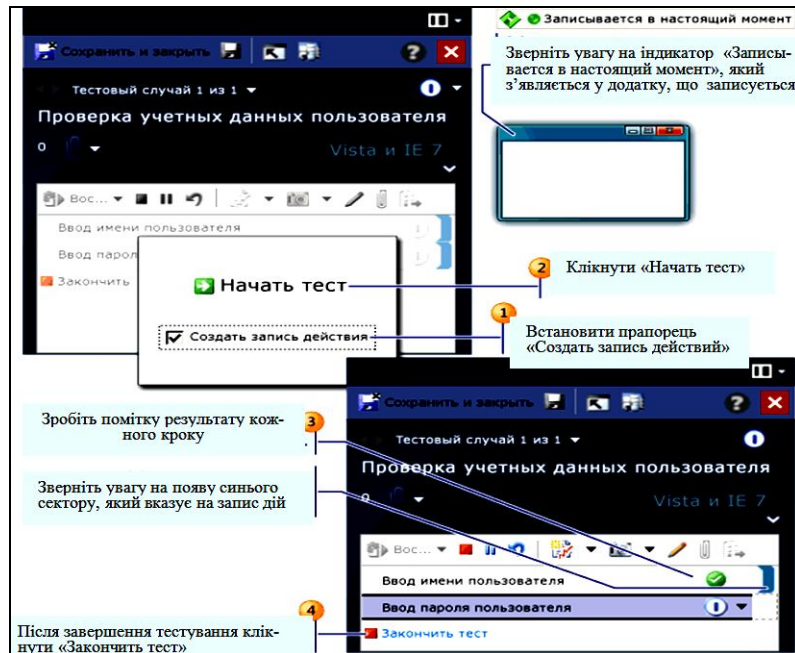 Записывается в настоящий момент
Зверніть увагу на індикатор «Записы-
вается в настоящий момент», який
з’являється у додатку, що записується
Сохранить и закрыть
Тестовый случай 1 из 1
Проверка учетных данных пользователя
0
Vista и IE 7
Вос...
Ввод имени пользователя
Ввод парол
Закончить
Начать тест
Создать запись действия
2
Клікнути «Начать тест»
1
Встановити прапорець
«Создать запись действий»
Зробіть помітку результату кож-
ного кроку
3
Зверніть увагу на появу синього
сектору, який вказує на запис дій
4
Після завершення тестування клік-
нути «Закончить тест»
Сохранить и закрыть
Тестовый случай 1 из 1
Проверка учетных данных пользователя
0
Vista и IE 7
Вос...
Ввод имени пользователя
Ввод пароля пользователя
Закончить тест